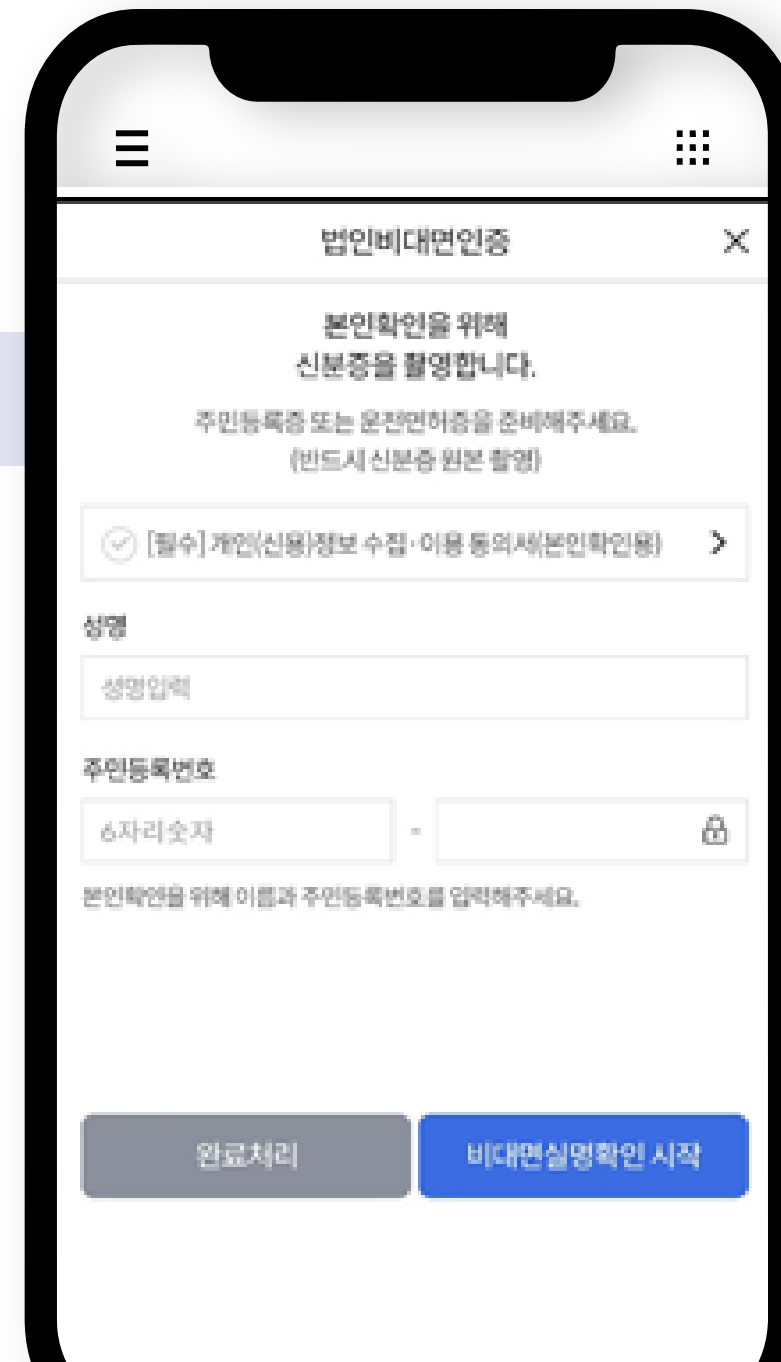 법인비대면인증
본인확인을 위해
신분증을 촬영합니다.
주민등록증 또는 운전면허증을 준비해주세요.
(반드시 신분증 원본 촬영)
[필수] 개인(신용)정보 수집·이용 동의서(본인확인용)
성명
성명입력
주민등록번호
6자리숫자
-
본인확인을 위해 이름과 주민등록번호를 입력해주세요.
완료처리
비대면실명확인 시작